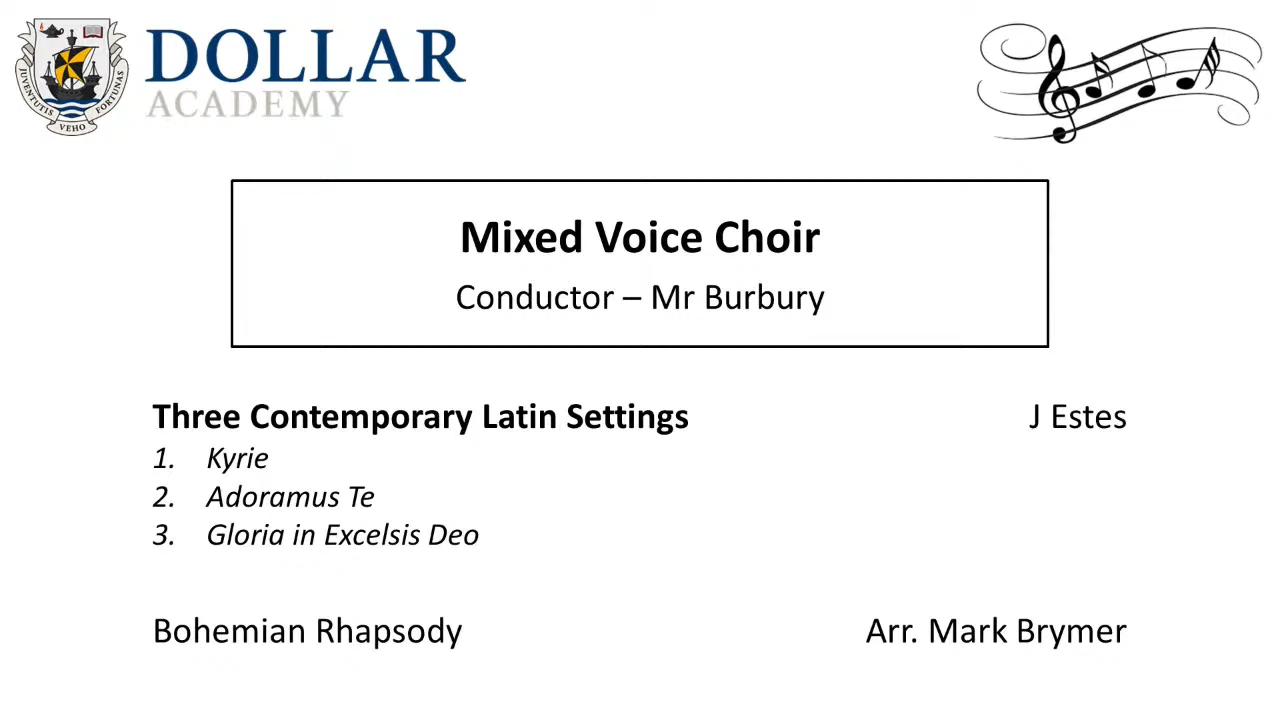 DOLLAR
ACADEMY
JUVENTUTIS VEHO FORTUNAS
Mixed Voice Choir
Conductor – Mr Burbury
Three Contemporary Latin Settings J Estes
1. Kyrie
2. Adoramus Te
3. Gloria in Excelsis Deo
Bohemian Rhapsody Arr. Mark Brymer